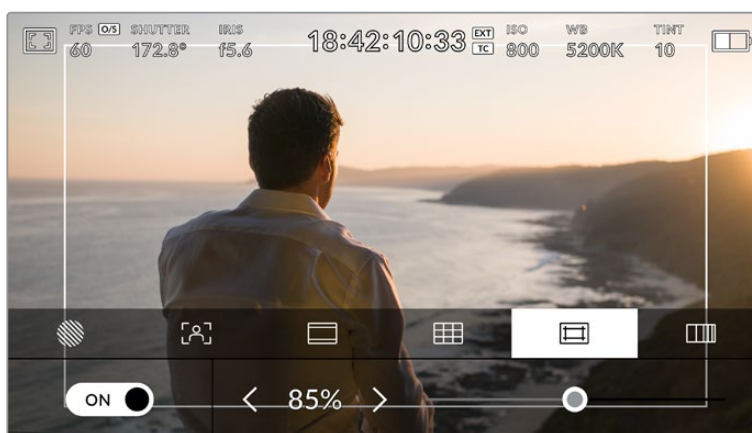 FPS O/S SHUTTER IRIS 18:42:10:33 EXT ISO WB TINT
60 172.8° f5.6 TC 800 5200K 10
ON 85%